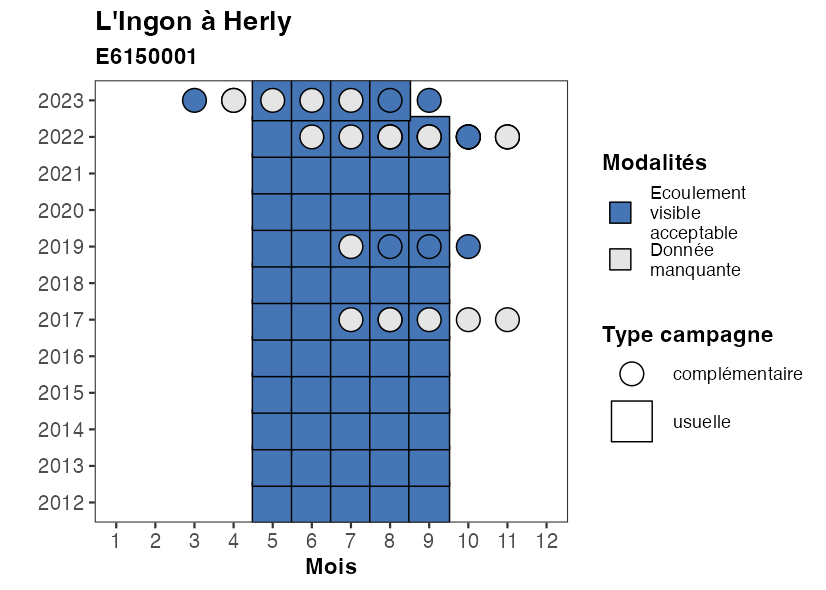 L'Ingon à Herly
E6150001
2023
2022
2021
2020
2019
2018
2017
2016
2015
2014
2013
2012
1 2 3 4 5 6 7 8 9 10 11 12
Mois
Modalités
Ecoulement
visible
acceptable
Donnée
manquante
Type campagne
complémentaire
usuelle